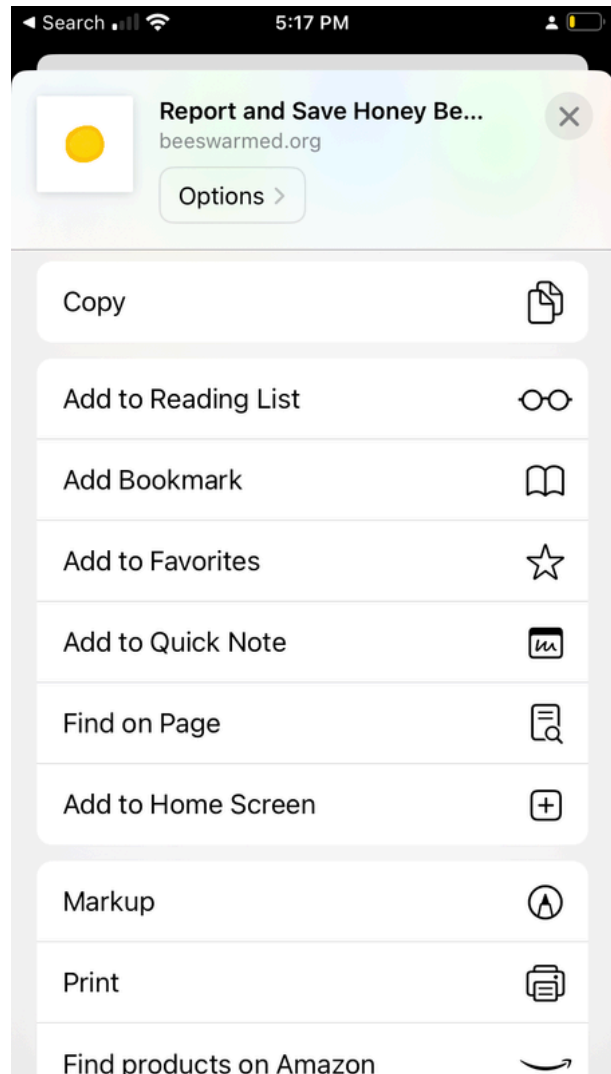 Search 5:17 PM
Report and Save Honey Be...
beeswarmed.org
Options
Copy
Add to Reading List
Add Bookmark
Add to Favorites
Add to Quick Note
Find on Page
Add to Home Screen
Markup
Print
Find products on Amazon